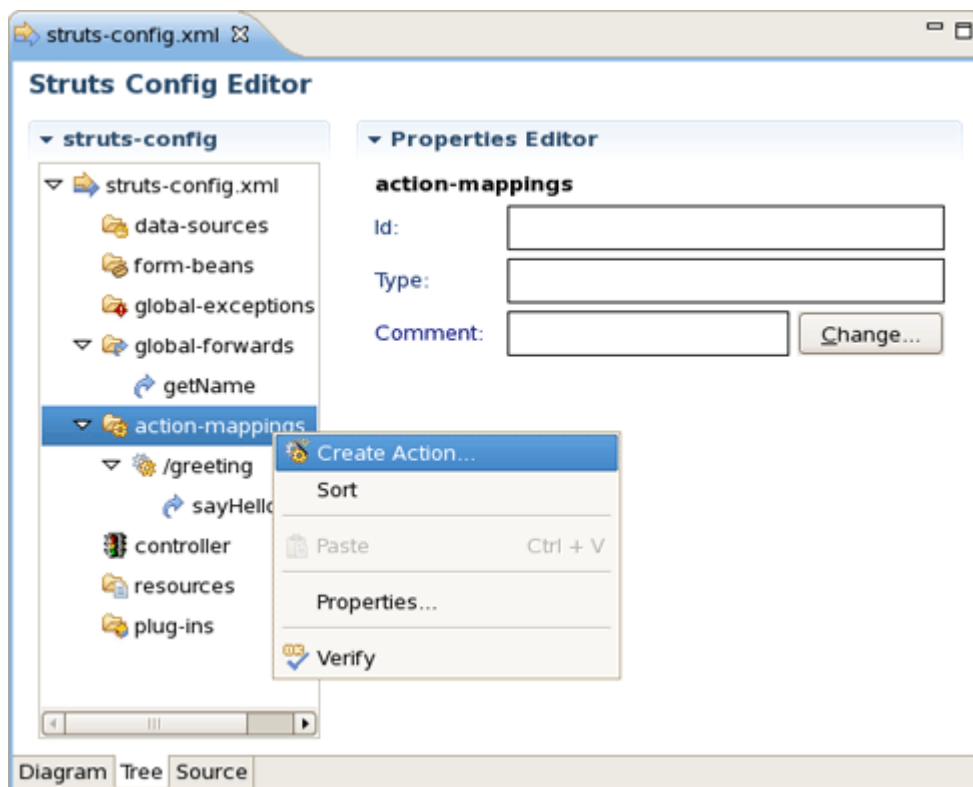 struts-config.xml
Struts Config Editor
struts-config
struts-config.xml
data-sources
form-beans
global-exceptions
global-forwards
getName
action-mappings
/greeting
sayHello
controller
resources
plug-ins
Properties Editor
action-mappings
Id:
Type:
Comment:
Change...
Create Action...
Sort
Paste Ctrl + V
Properties...
Verify
Diagram Tree Source